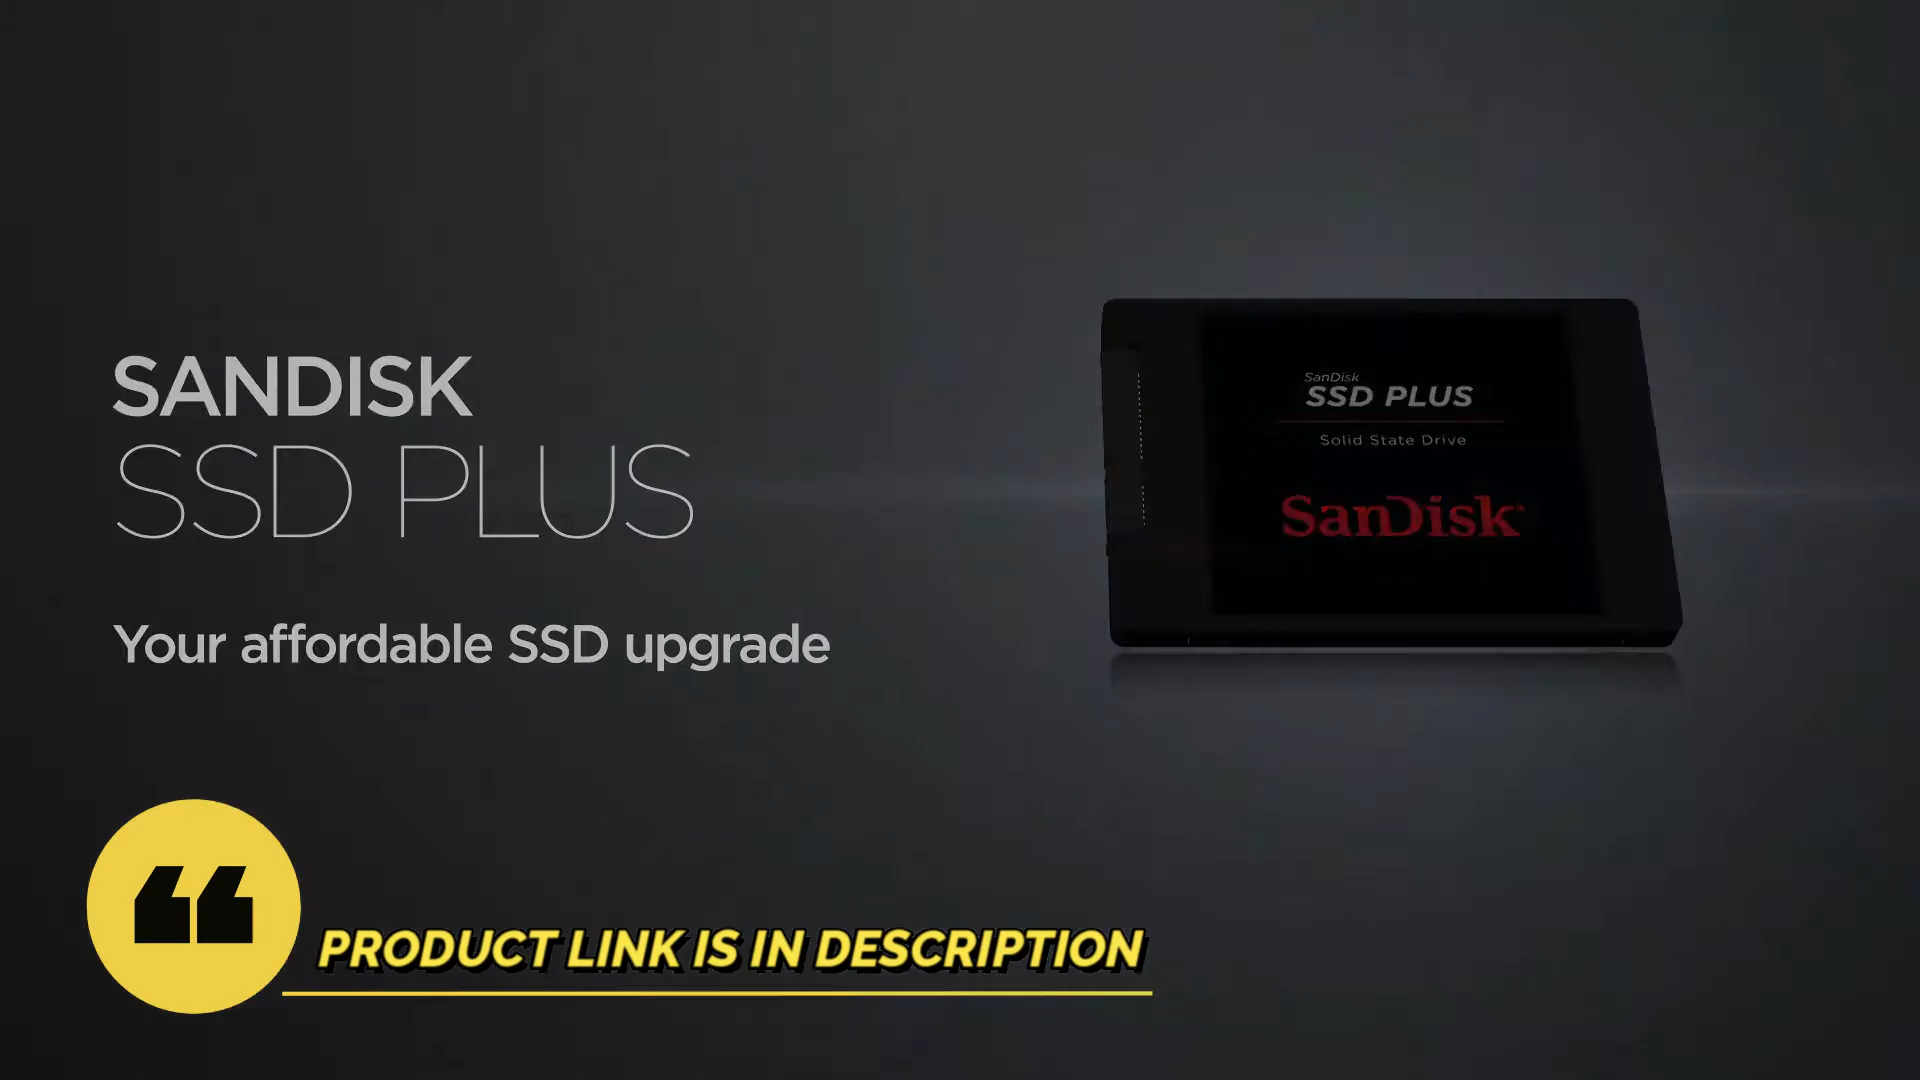 SANDISK
SSD PLUS
Your affordable SSD upgrade
SanDisk
SSD PLUS
Solid State Drive
SanDisk
PRODUCT LINK IS IN DESCRIPTION